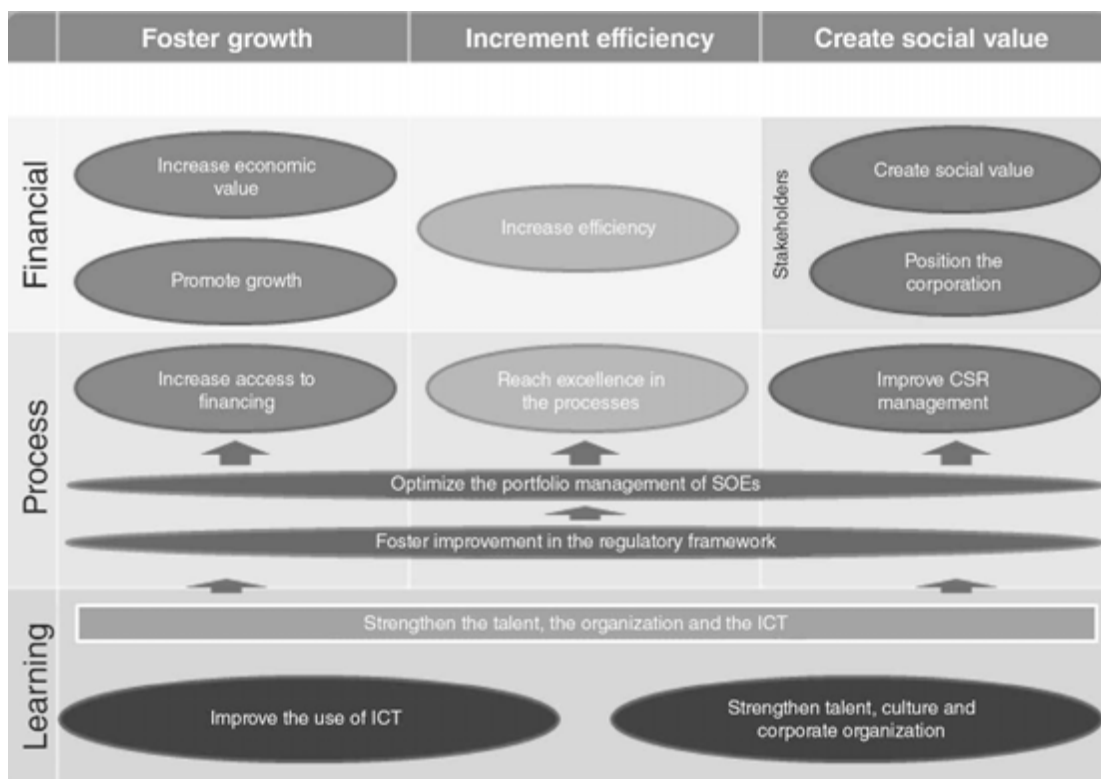 Foster growth
Increment efficiency
Create social value
Financial
Increase economic
value
Promote growth
Increase efficiency
Stakeholders
Create social value
Position the
corporation
Process
Increase access to
financing
Reach excellence in
the processes
Improve CSR
management
Optimize the portfolio management of SOEs
Foster improvement in the regulatory framework
Learning
Strengthen the talent, the organization and the ICT
Improve the use of ICT
Strengthen talent, culture and
corporate organization